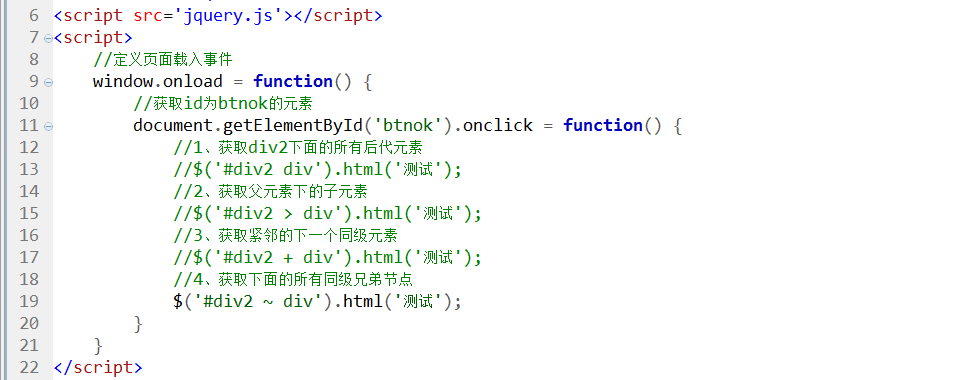 6 <script src='jquery.js'></script>
7 <script>
8     //定义页面载入事件
9     window.onload = function() {
10         //获取id为btnok的元素
11         document.getElementById('btnok').onclick = function() {
12             //1、获取div2下面的所有后代元素
13             //$('#div2 div').html('测试');
14             //2、获取父元素下的子元素
15             //$('#div2 > div').html('测试');
16             //3、获取紧邻的下一个同级元素
17             //$('#div2 + div').html('测试');
18             //4、获取下面的所有同级兄弟节点
19             $('#div2 ~ div').html('测试');
20         }
21     }
22 </script>